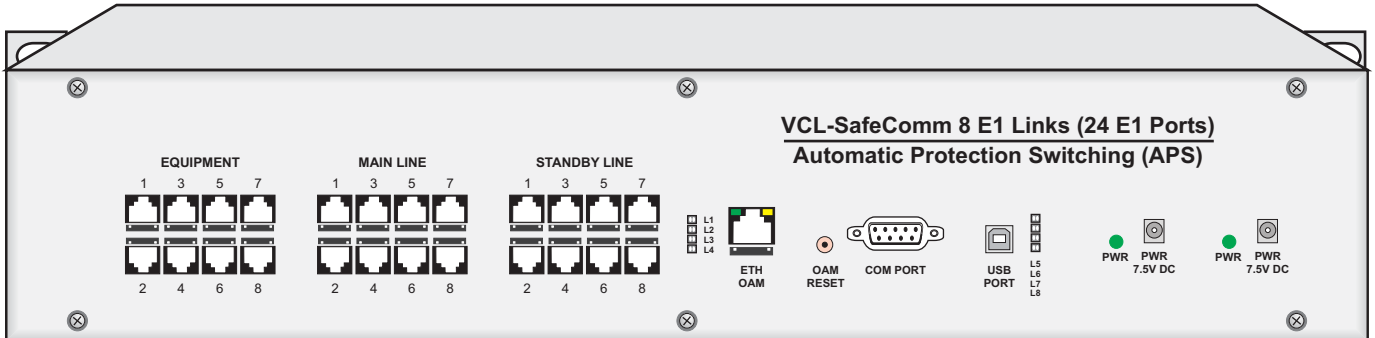 VCL-SafeComm 8 E1 Links (24 E1 Ports)
Automatic Protection Switching (APS)
EQUIPMENT MAIN LINE STANDBY LINE
1 3 5 7 1 3 5 7 1 3 5 7
2 4 6 8 2 4 6 8 2 4 6 8
L1
L2
L3
L4
ETH
OAM
OAM
RESET
COM PORT
USB
PORT
L5
L6
L7
L8
PWR
PWR
7.5V DC
PWR
PWR
7.5V DC